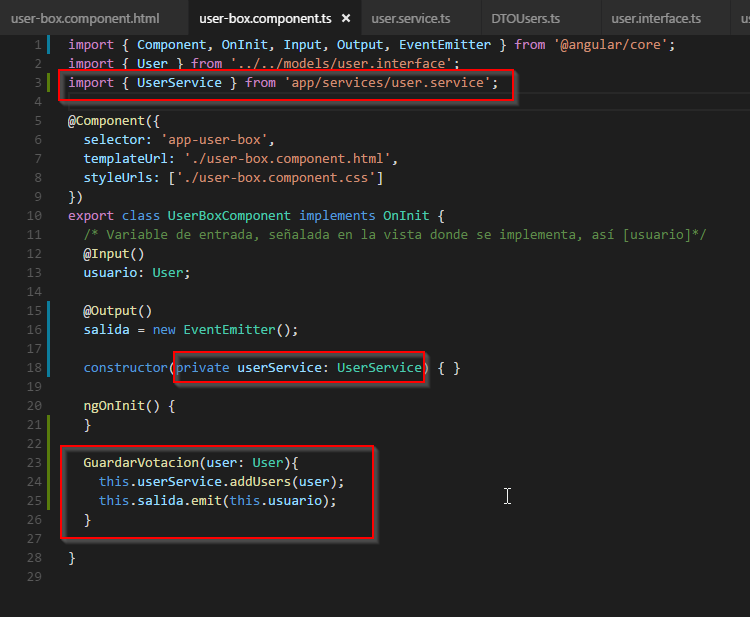 user-box.component.html user-box.component.ts × user.service.ts DTOUsers.ts user.interface.ts us
1 import { Component, OnInit, Input, Output, EventEmitter } from '@angular/core';
2 import { User } from '../../models/user.interface';
3 import { UserService } from 'app/services/user.service';
4
5 @Component({
6 selector: 'app-user-box',
7 templateUrl: './user-box.component.html',
8 styleUrls: ['./user-box.component.css']
9 })
10 export class UserBoxComponent implements OnInit {
11 /* Variable de entrada, señalada en la vista donde se implementa, así [usuario]*/
12 @Input()
13 usuario: User;
14
15 @Output()
16 salida = new EventEmitter();
17
18 constructor(private userService: UserService) { }
19
20 ngOnInit() {
21 }
22
23 GuardarVotacion(user: User){
24 this.userService.addUsers(user);
25 this.salida.emit(this.usuario);
26 }
27
28 }
29